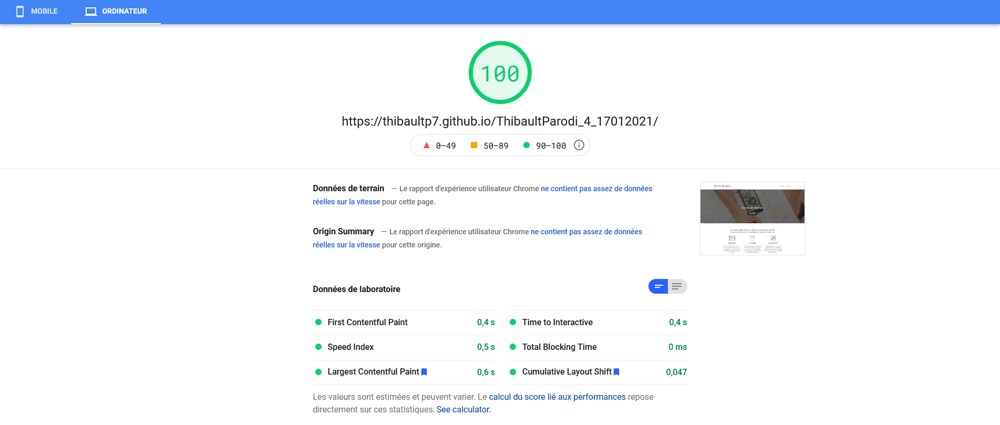 MOBILE
ORDINATEUR
100
https://thibaultp7.github.io/ThibaultParodi_4_17012021/
0–49 50–89 90–100
Données de terrain — Le rapport d'expérience utilisateur Chrome ne contient pas assez de données
réelles sur la vitesse pour cette page.
Origin Summary — Le rapport d'expérience utilisateur Chrome ne contient pas assez de données
réelles sur la vitesse pour cette origine.
Données de laboratoire
First Contentful Paint 0,4 s
Time to Interactive 0,4 s
Speed Index 0,5 s
Total Blocking Time 0 ms
Largest Contentful Paint 0,6 s
Cumulative Layout Shift 0,047
Les valeurs sont estimées et peuvent varier. Le calcul du score lié aux performances repose
directement sur ces statistiques. See calculator.